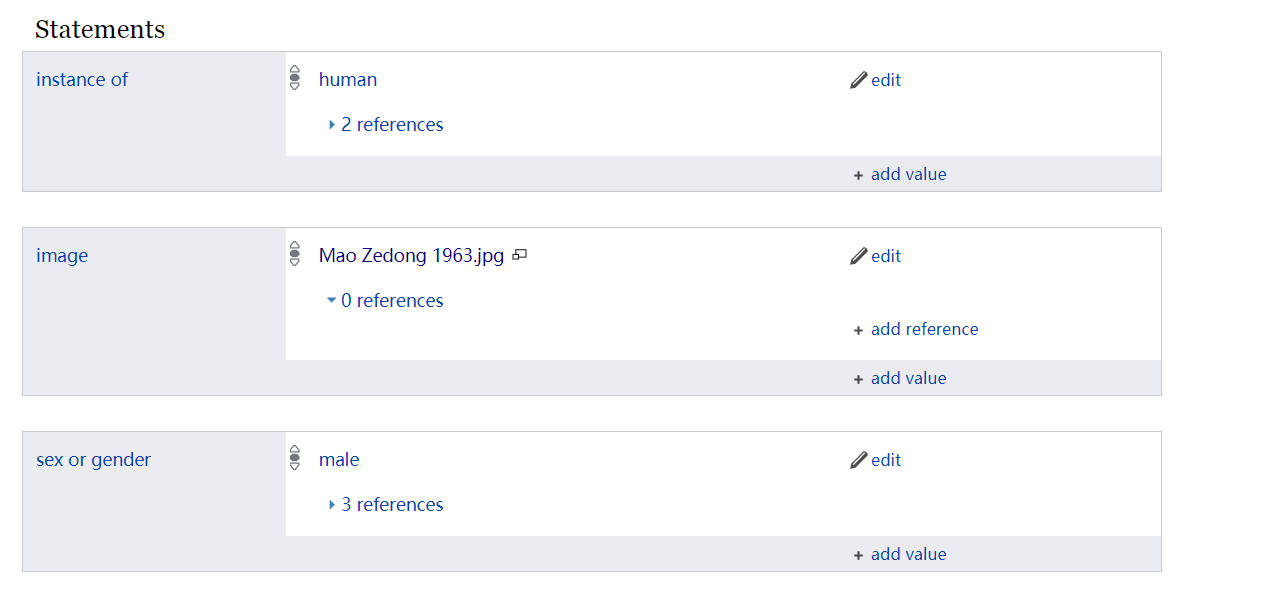 Statements
instance of
human
edit
2 references
+ add value
image
Mao Zedong 1963.jpg
edit
0 references
+ add reference
+ add value
sex or gender
male
edit
3 references
+ add value